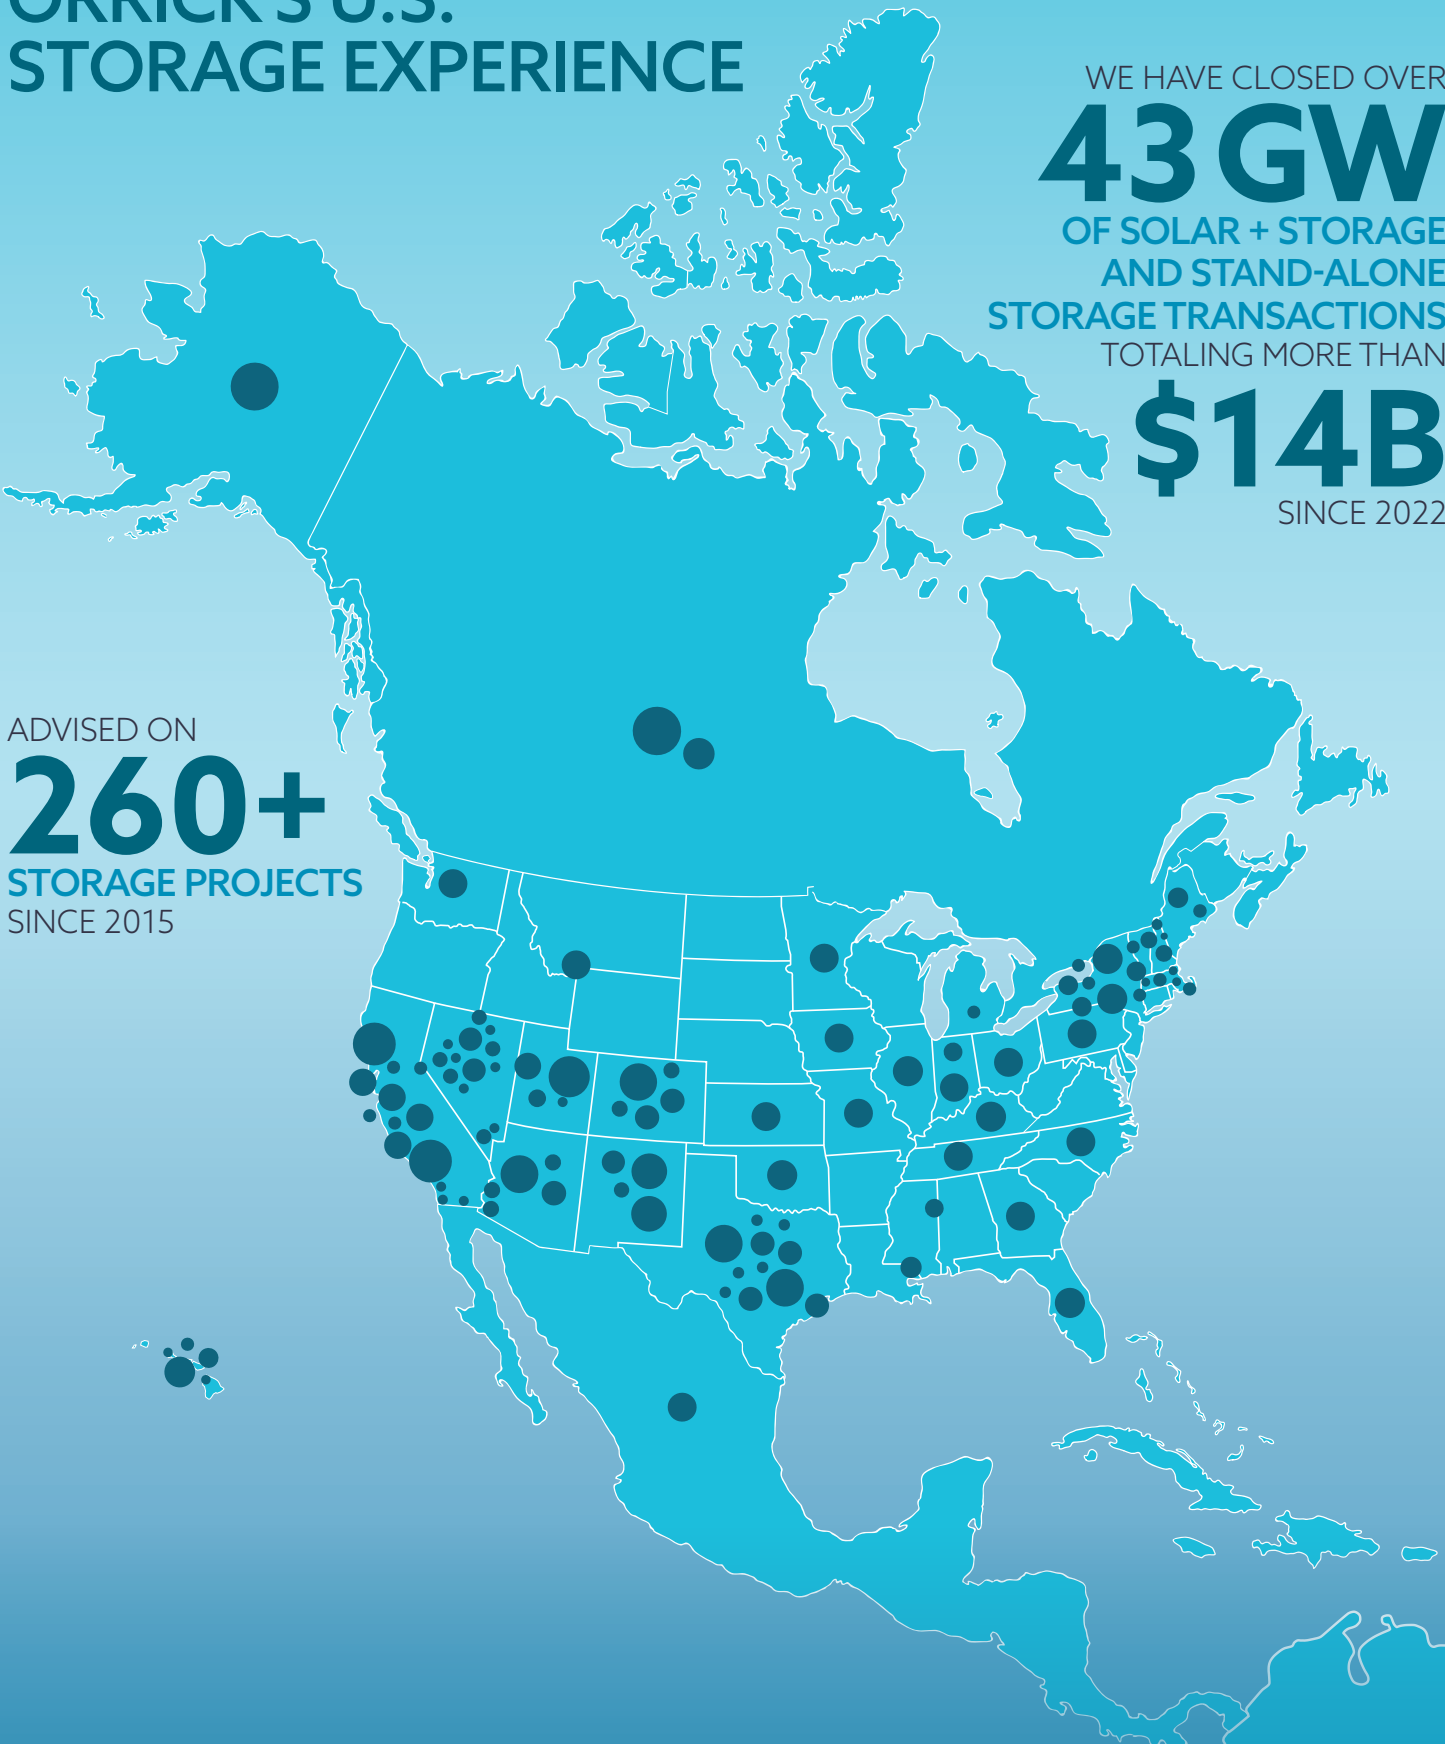 ORRICK'S U.S.
STORAGE EXPERIENCE
WE HAVE CLOSED OVER
43 GW
OF SOLAR + STORAGE
AND STAND-ALONE
STORAGE TRANSACTIONS
TOTALING MORE THAN
$14B
SINCE 2022
ADVISED ON
260+
STORAGE PROJECTS
SINCE 2015